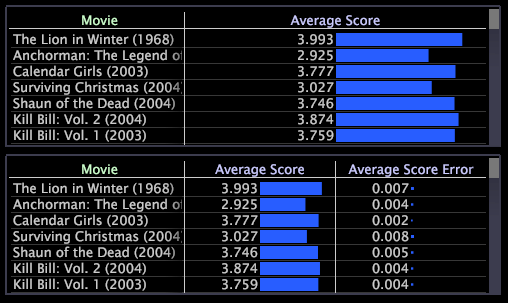 Movie Average Score
The Lion in Winter (1968) 3.993
Anchorman: The Legend of 2.925
Calendar Girls (2003) 3.777
Surviving Christmas (2004 3.027
Shaun of the Dead (2004) 3.746
Kill Bill: Vol. 2 (2004) 3.874
Kill Bill: Vol. 1 (2003) 3.759
Movie Average Score Average Score Error
The Lion in Winter (1968) 3.993 0.007
Anchorman: The Legend of 2.925 0.004
Calendar Girls (2003) 3.777 0.002
Surviving Christmas (2004 3.027 0.008
Shaun of the Dead (2004) 3.746 0.005
Kill Bill: Vol. 2 (2004) 3.874 0.004
Kill Bill: Vol. 1 (2003) 3.759 0.004